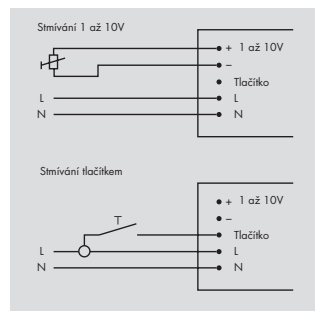 Stmívání 1 až 10V
+ 1 až 10V
–
Tlačítko
L L
N N
Stmívání tlačítkem
+ 1 až 10V
–
Tlačítko
L L
N N